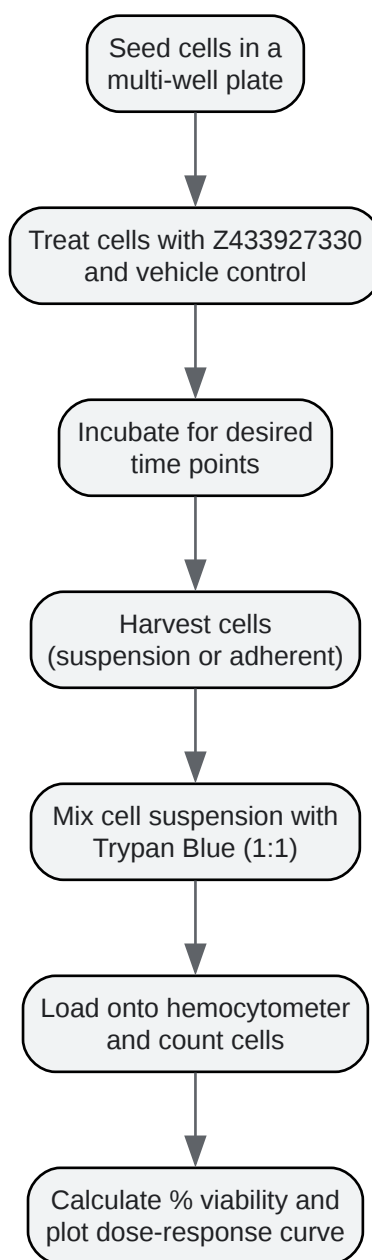 Seed cells in a
multi-well plate
Treat cells with Z433927330
and vehicle control
Incubate for desired
time points
Harvest cells
(suspension or adherent)
Mix cell suspension with
Trypan Blue (1:1)
Load onto hemocytometer
and count cells
Calculate % viability and
plot dose-response curve